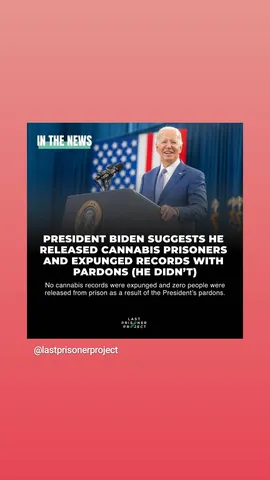 IN THE NEWS
PRESIDENT BIDEN SUGGESTS HE
RELEASED CANNABIS PRISONERS
AND EXPUNGED RECORDS WITH
PARDONS (HE DIDN'T)
No cannabis records were expunged and zero people were
released from prison as a result of the President's pardons.
LAST
PRISONER
PROJECT
@lastprisonerproject